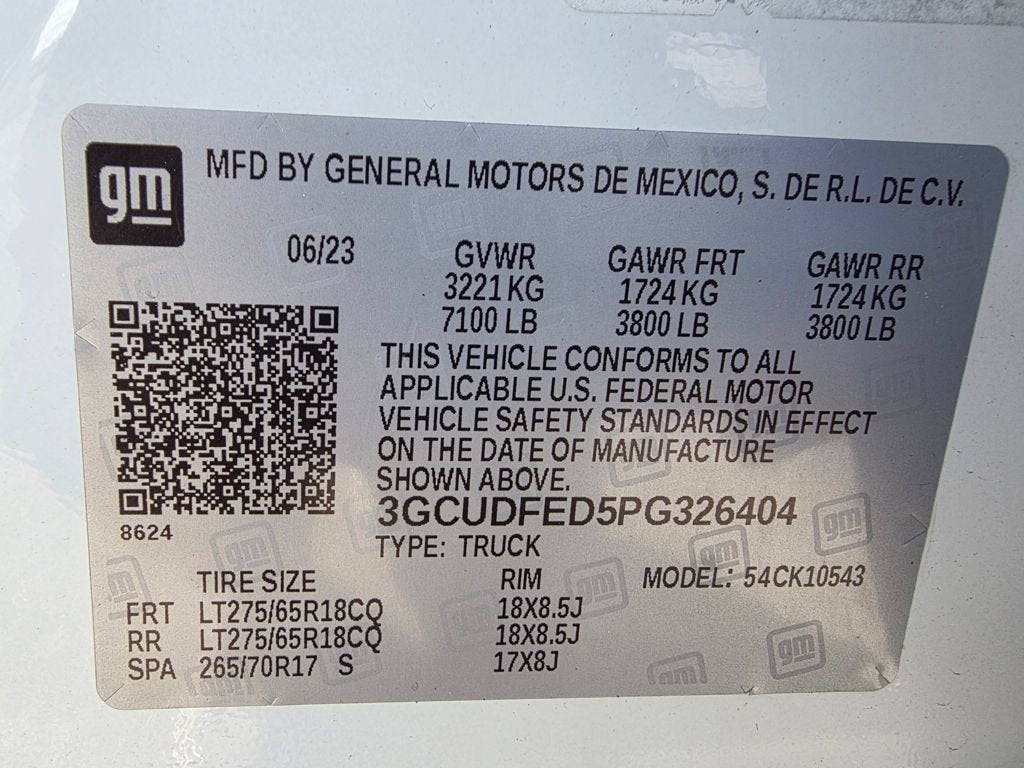 gm MFD BY GENERAL MOTORS DE MEXICO, S. DE R.L. DE C.V.
06/23 GVWR GAWR FRT GAWR RR
3221 KG 1724 KG 1724 KG
7100 LB 3800 LB 3800 LB
THIS VEHICLE CONFORMS TO ALL
APPLICABLE U.S. FEDERAL MOTOR
VEHICLE SAFETY STANDARDS IN EFFECT
ON THE DATE OF MANUFACTURE
SHOWN ABOVE.
3GCUDFED5PG326404
8624
TYPE: TRUCK
TIRE SIZE RIM MODEL: 54CK10543
FRT LT275/65R18CQ 18X8.5J
RR LT275/65R18CQ 18X8.5J
SPA 265/70R17 S 17X8J